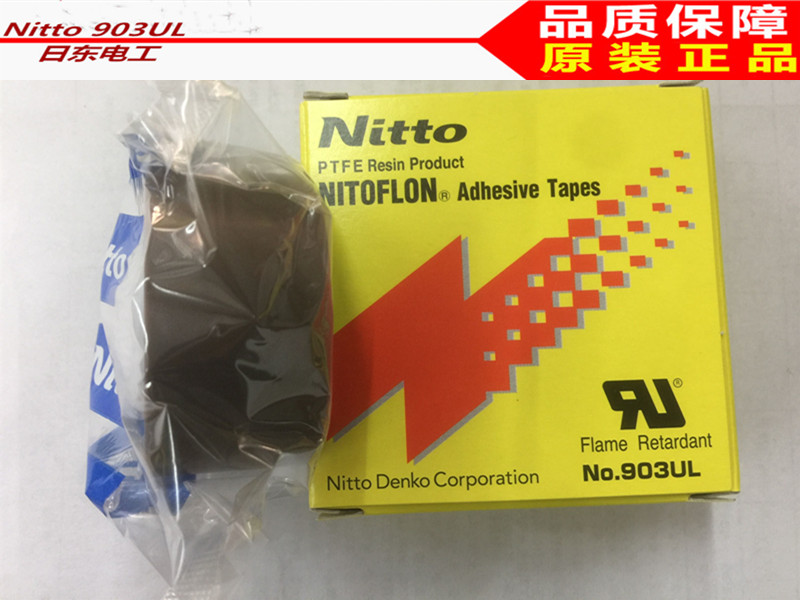 Nitto 903UL
日东电工
品质保障
原装正品
Nitto
PTFE Resin Product
NITOFLON® Adhesive Tapes
RU®
Flame Retardant
No.903UL
Nitto Denko Corporation